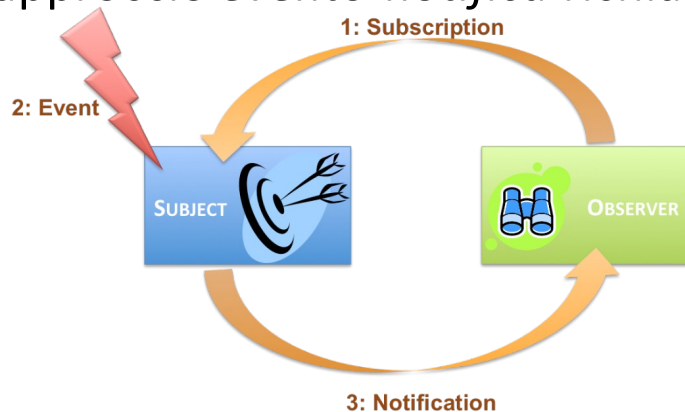 1: Subscription
2: Event
SUBJECT
OBSERVER
3: Notification